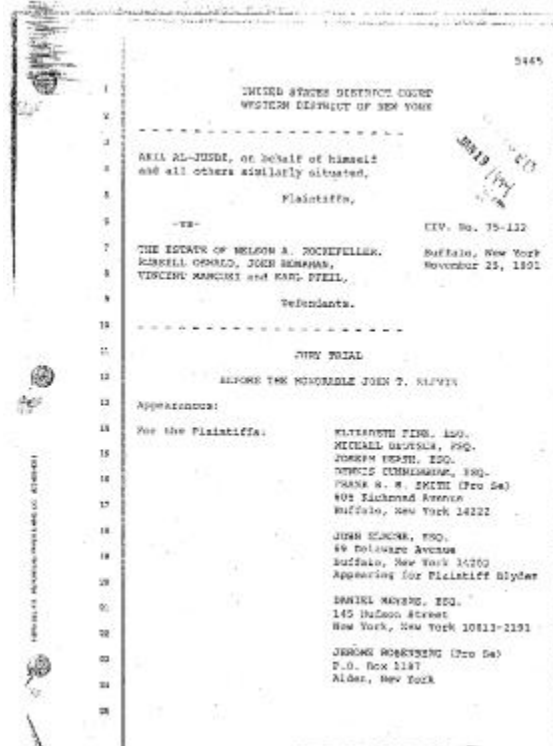 5445
UNITED STATES DISTRICT COURT
WESTERN DISTRICT OF NEW YORK
AKIL AL-JUNDI, on behalf of himself
and all others similarly situated,
Plaintiffs,
JAN 19
-vs-
CIV. No. 75-132
THE ESTATE OF NELSON A. ROCKEFELLER,
RUSSELL OSWALD, JOHN MONAHAN,
VINCENT MANCUSI and KARL PFEIL,
Buffalo, New York
November 25, 1991
Defendants.
JURY TRIAL
BEFORE THE HONORABLE JOHN T. ELFVIN
Appearances:
For the Plaintiffs:
ELIZABETH FINK, ESQ.
MICHAEL DEUTSCH, ESQ.
JOSEPH HEATH, ESQ.
DENNIS CUNNINGHAM, ESQ.
FRANK B. B. SMITH (Pro Se)
Richmond Avenue
Buffalo, New York 14222
JOHN ESQ.
69 Delaware Avenue
Buffalo, New York 14202
Appearing for Plaintiff Blyden
DANIEL MEYERS, ESQ.
145 Hudson Street
New York, New York 10013-2191
JEROME ROSENBERG (Pro Se)
P.O. Box
Alden, New York